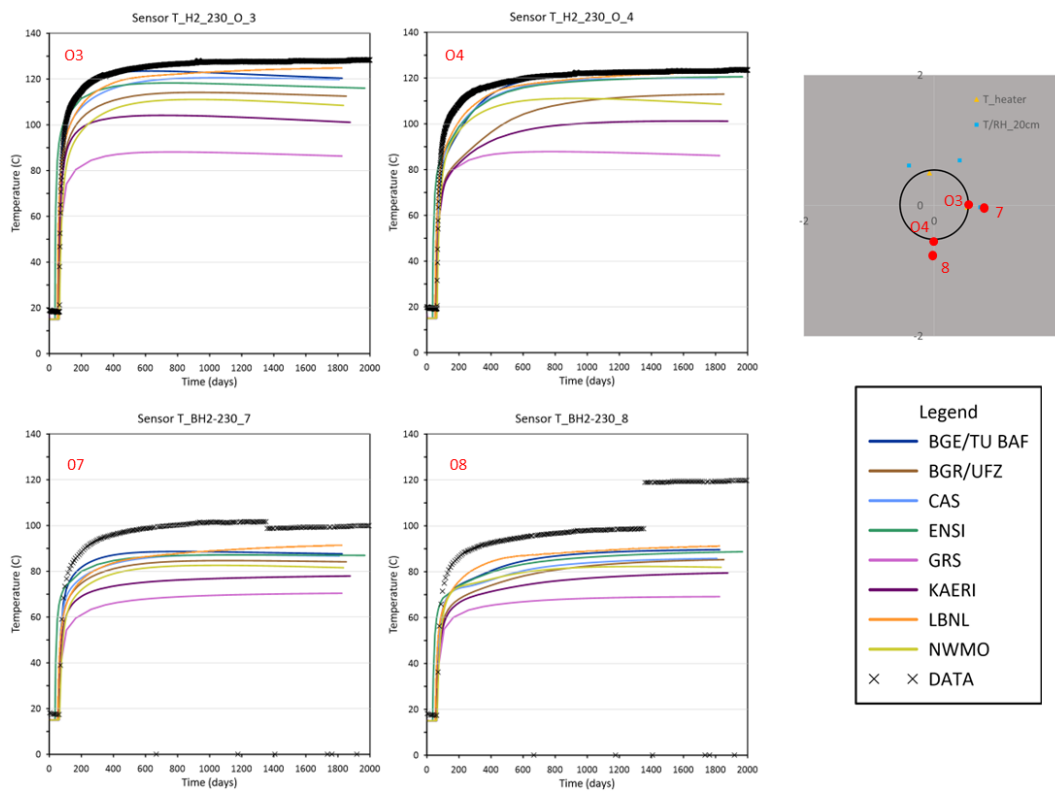 Sensor T_H2_230_O_3
O3
140
120
100
80
60
40
20
0
Temperature (C)
0 200 400 600 800 1000 1200 1400 1600 1800 2000
Time (days)
Sensor T_H2_230_O_4
O4
140
120
100
80
60
40
20
0
Temperature (C)
0 200 400 600 800 1000 1200 1400 1600 1800 2000
Time (days)
2
T_heater
T/RH_20cm
O3
0
-2
0
7
2
O4
8
-2
Sensor T_BH2-230_7
07
140
120
100
80
60
40
20
0
Temperature (C)
0 200 400 600 800 1000 1200 1400 1600 1800 2000
Time (days)
Sensor T_BH2-230_8
08
140
120
100
80
60
40
20
0
Temperature (C)
0 200 400 600 800 1000 1200 1400 1600 1800 2000
Time (days)
Legend
BGE/TU BAF
BGR/UFZ
CAS
ENSI
GRS
KAERI
LBNL
NWMO
DATA